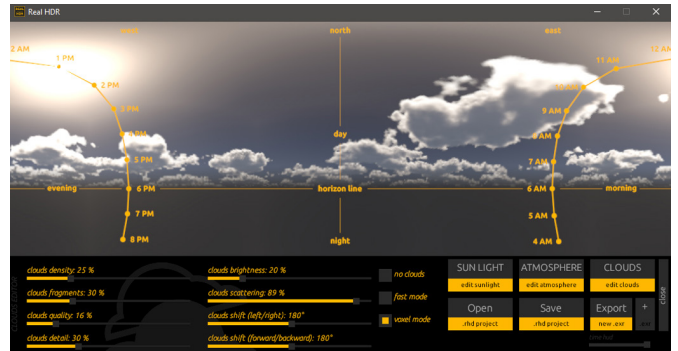 REAL HDR
Real HDR
west
north
east
2 AM
1 PM
11 AM
12 AM
2 PM
10 AM
3 PM
9 AM
4 PM
day
8 AM
5 PM
7 AM
evening
6 PM
horizon line
6 AM
morning
7 PM
5 AM
8 PM
night
4 AM
clouds density: 25 %
clouds brightness: 20 %
no clouds
SUN LIGHT
ATMOSPHERE
CLOUDS
edit sunlight
edit atmosphere
edit clouds
clouds fragments: 30 %
clouds scattering: 89 %
fast mode
close
Open
Save
Export
+
clouds quality: 16 %
clouds shift (left/right): 180°
voxel mode
.rhd project
.rhd project
new .exr
.exr
clouds detail: 30 %
clouds shift (forward/backward): 180°